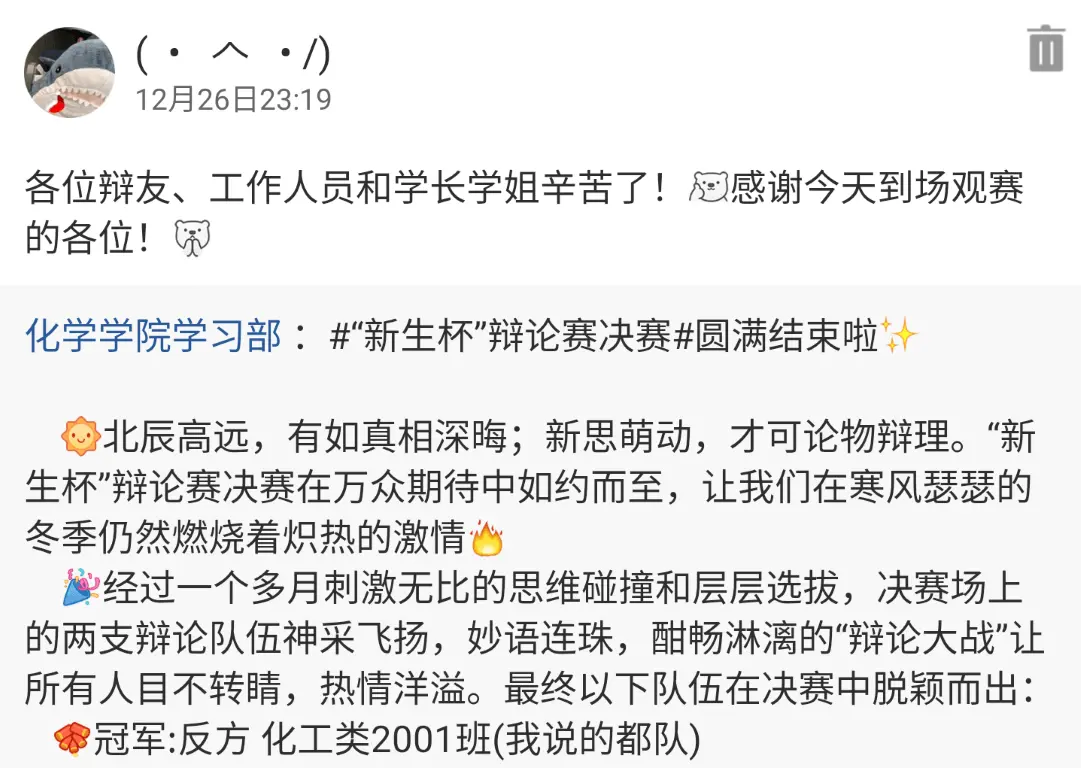 (・ へ ・/)
12月26日23:19
各位辩友、工作人员和学长学姐辛苦了！感谢今天到场观赛
的各位！
化学学院学习部： #“新生杯”辩论赛决赛#圆满结束啦✨
🌞北辰高远，有如真相深晦；新思萌动，才可论物辩理。“新
生杯”辩论赛决赛在万众期待中如约而至，让我们在寒风瑟瑟的
冬季仍然燃烧着炽热的激情🔥
🎉经过一个多月刺激无比的思维碰撞和层层选拔，决赛场上
的两支辩论队伍神采飞扬，妙语连珠，酣畅淋漓的“辩论大战”让
所有人目不转睛，热情洋溢。最终以下队伍在决赛中脱颖而出：
冠军:反方 化工类2001班(我说的都队)